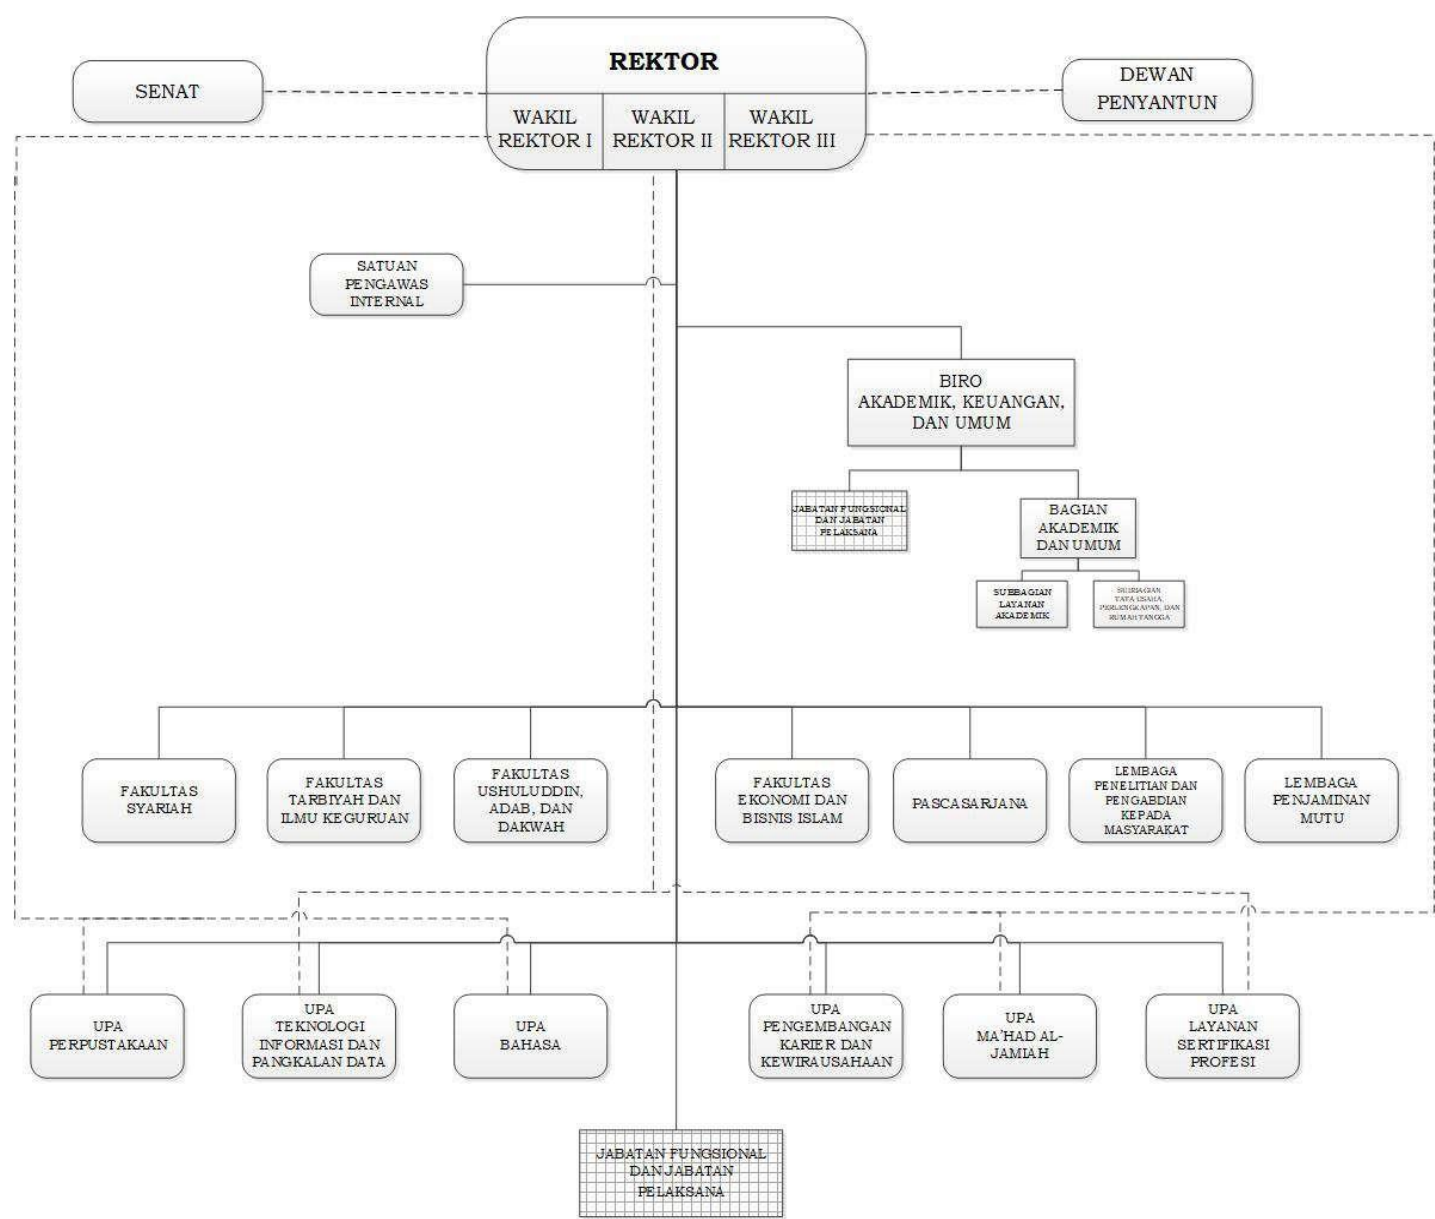 REKTOR
SENAT
DEWAN
PENYANTUN
WAKIL
REKTOR I
WAKIL
REKTOR II
WAKIL
REKTOR III
SATUAN
PENGAWAS
INTERNAL
BIRO
AKADEMIK, KEUANGAN,
DAN UMUM
JABATAN FUNGSIONAL
DAN JABATAN
PELAKSANA
BAGIAN
AKADEMIK
DAN UMUM
SUBBAGIAN
LAYANAN
AKADEMIK
SUBBAGIAN
TATA USAHA,
PERLENGKAPAN, DAN
RUMAH TANGGA
FAKULTAS
SYARIAH
FAKULTAS
TARBIYAH DAN
ILMU KEGURUAN
FAKULTAS
USHULUDDIN,
ADAB, DAN
DAKWAH
FAKULTAS
EKONOMI DAN
BISNIS ISLAM
PASCASARJANA
LEMBAGA
PENELITIAN DAN
PENGABDIAN
KEPADA
MASYARAKAT
LEMBAGA
PENJAMINAN
MUTU
UPA
PERPUSTAKAAN
UPA
TEKNOLOGI
INFORMASI DAN
PANGKALAN DATA
UPA
BAHASA
UPA
PENGEMBANGAN
KARIER DAN
KEWIRAUSAHAAN
UPA
MA'HAD AL-
JAMIAH
UPA
LAYANAN
SERTIFIKASI
PROFESI
JABATAN FUNGSIONAL
DAN JABATAN
PELAKSANA